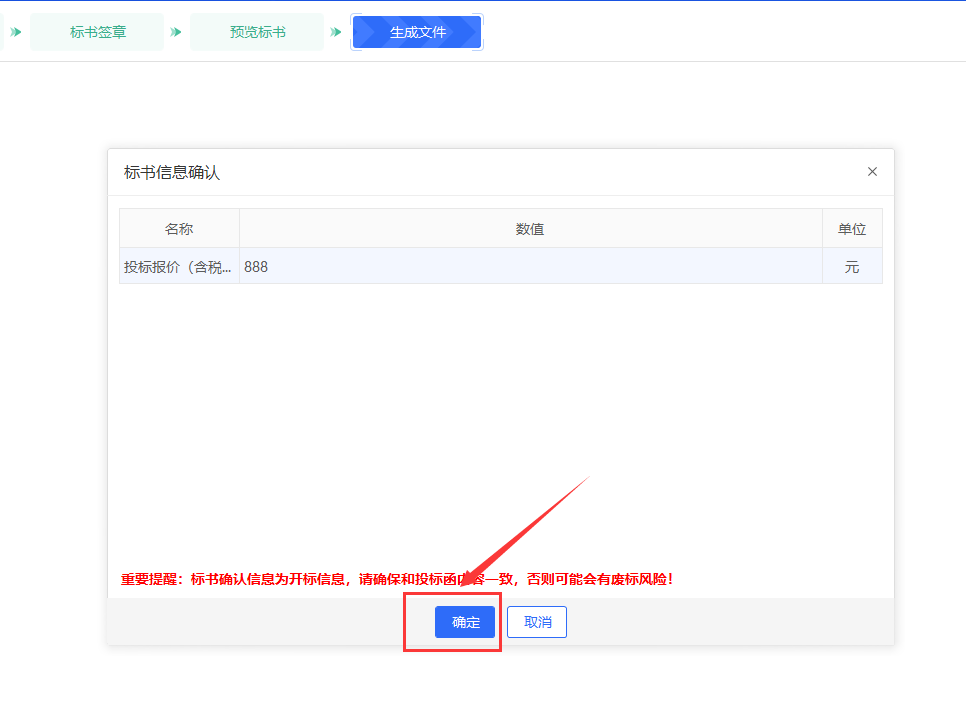 标书签章
预览标书
生成文件
标书信息确认
名称 数值 单位
投标报价（含税... 888 元
重要提醒：标书确认信息为开标信息，请确保和投标函内容一致，否则可能会有废标风险！
确定 取消